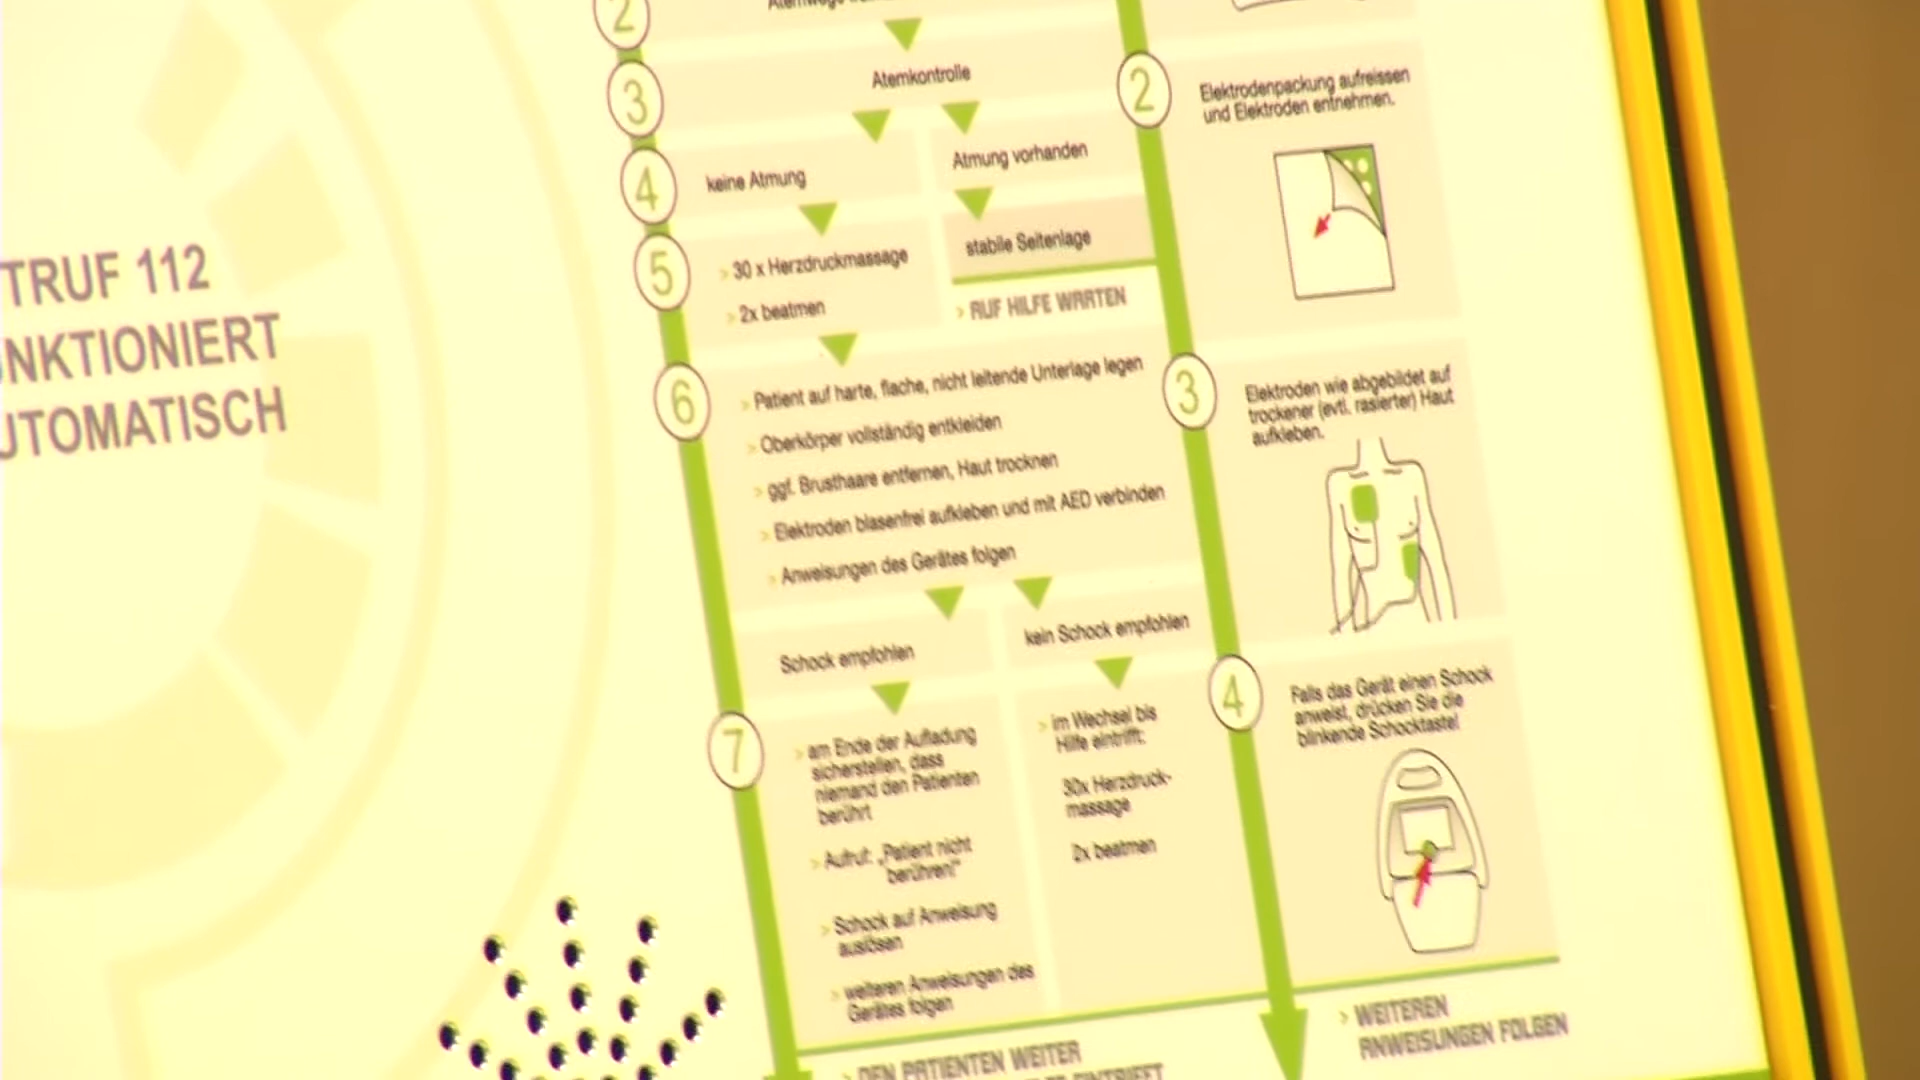 TRUF 112
NKTIONIERT
UTOMATISCH
2
3
Atemkontrolle
4
keine Atmung
Atmung vorhanden
5
> 30 x Herzdruckmassage
> 2x beatmen
stabile Seitenlage
> AUF HILFE WARTEN
6
> Patient auf harte, flache, nicht leitende Unterlage legen
> Oberkörper vollständig entkleiden
> ggf. Brusthaare entfernen, Haut trocknen
> Elektroden blasenfrei aufkleben und mit AED verbinden
> Anweisungen des Gerätes folgen
Schock empfohlen
kein Schock empfohlen
7
> am Ende der Aufladung
sicherstellen, dass
niemand den Patienten
berührt
> Aufruf: „Patient nicht
berühren!“
> Schock auf Anweisung
auslösen
> weiteren Anweisungen des
Gerätes folgen
> im Wechsel bis
Hilfe eintrifft:
30x Herzdruck-
massage
2x beatmen
> DEN PATIENTEN WEITER
EINTRIFFT
2
Elektrodenpackung aufreissen
und Elektroden entnehmen.
3
Elektroden wie abgebildet auf
trockener (evtl. rasierter) Haut
aufkleben.
4
Falls das Gerät einen Schock
anweist, drücken Sie die
blinkende Schocktaste!
> WEITEREN
ANWEISUNGEN FOLGEN